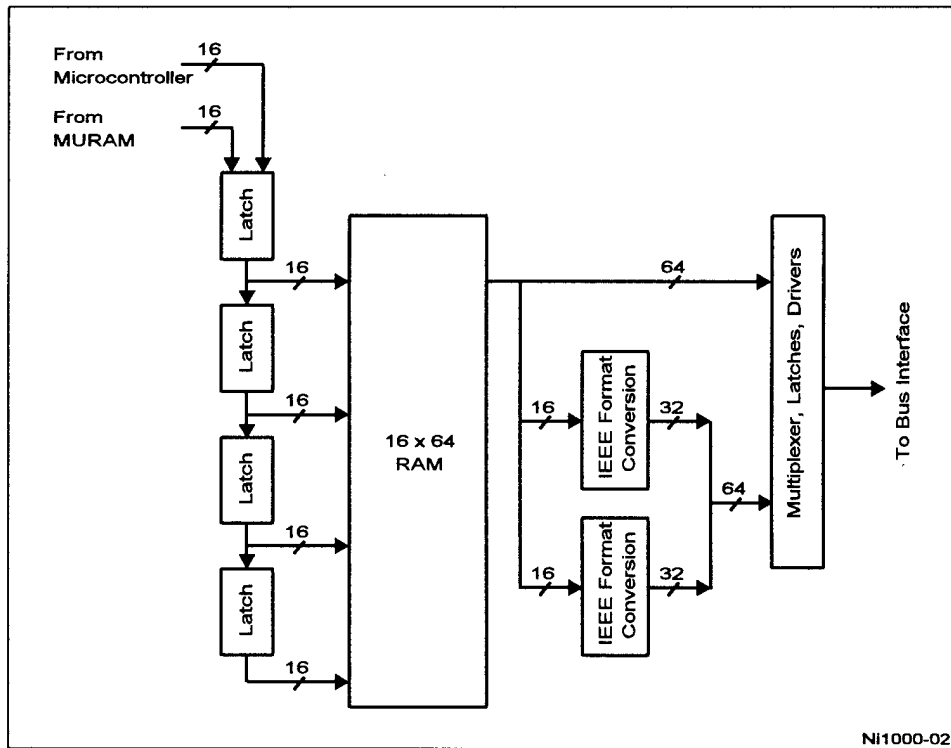 From
Microcontroller
16
From
MURAM
16
Latch
16
Latch
16
Latch
16
Latch
16
16 x 64
RAM
64
16
IEEE Format
Conversion
32
64
16
IEEE Format
Conversion
32
Multiplexer, Latches, Drivers
To Bus Interface
Ni1000-02